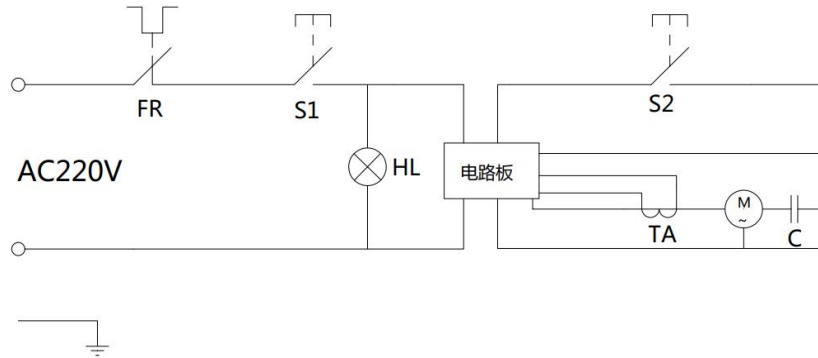 FR
S1
S2
AC220V
HL
电路板
M
~
TA
C